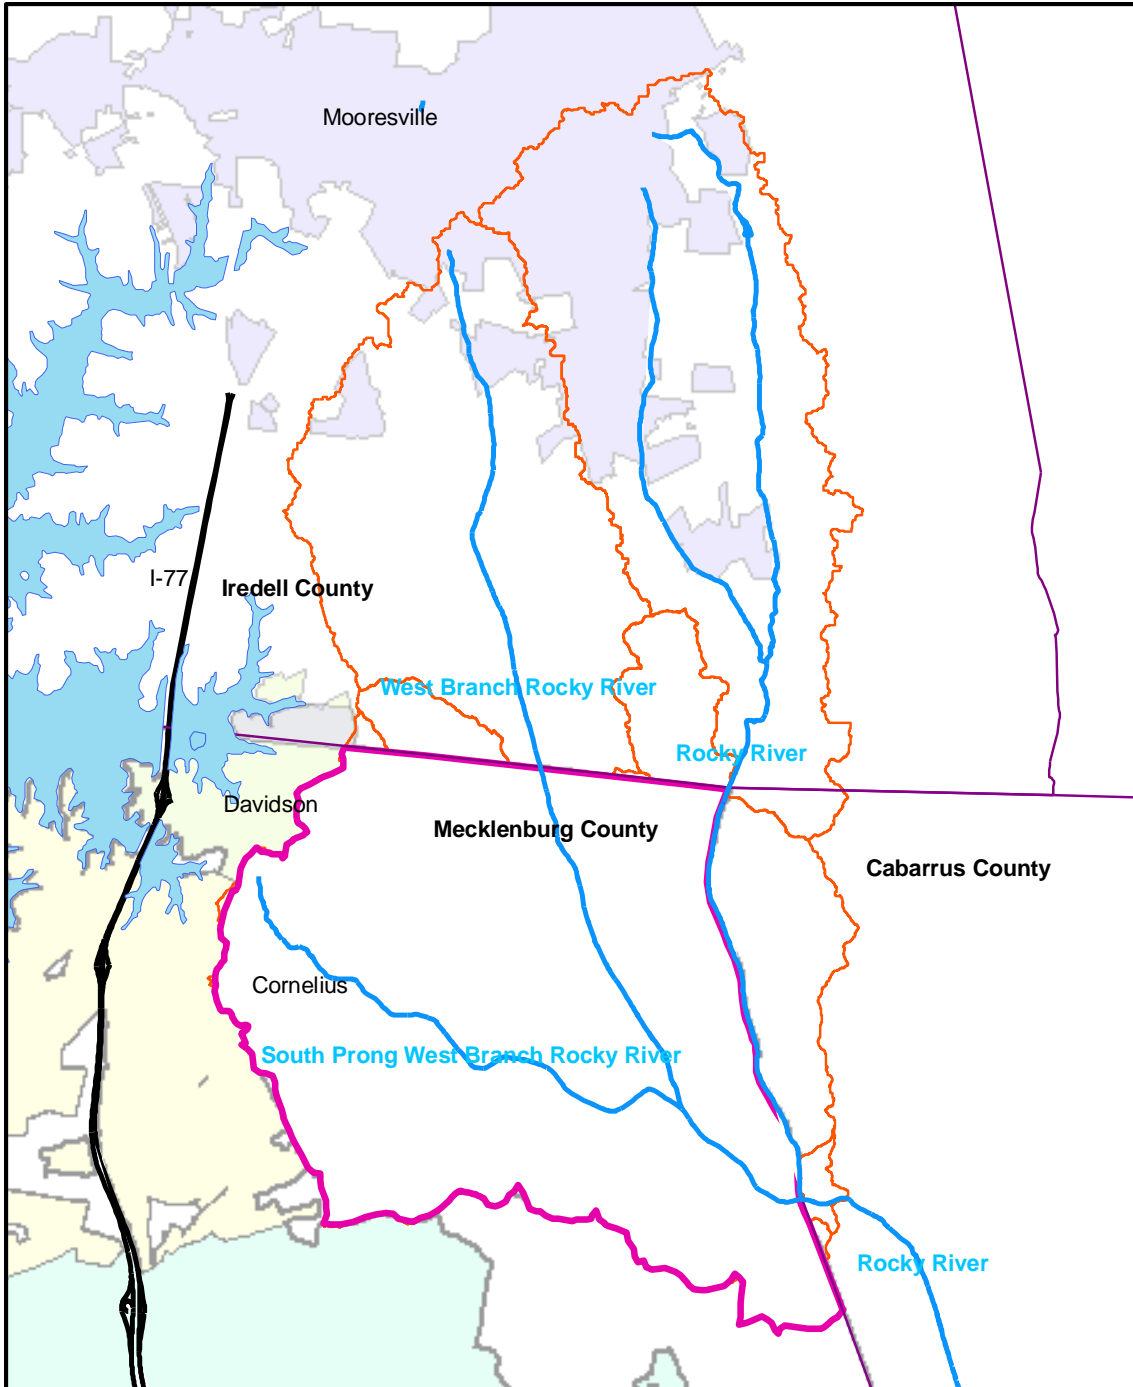 Mooresville
I-77
Iredell County
West Branch Rocky River
Rocky River
Davidson
Mecklenburg County
Cabarrus County
Cornelius
South Prong West Branch Rocky River
Rocky River